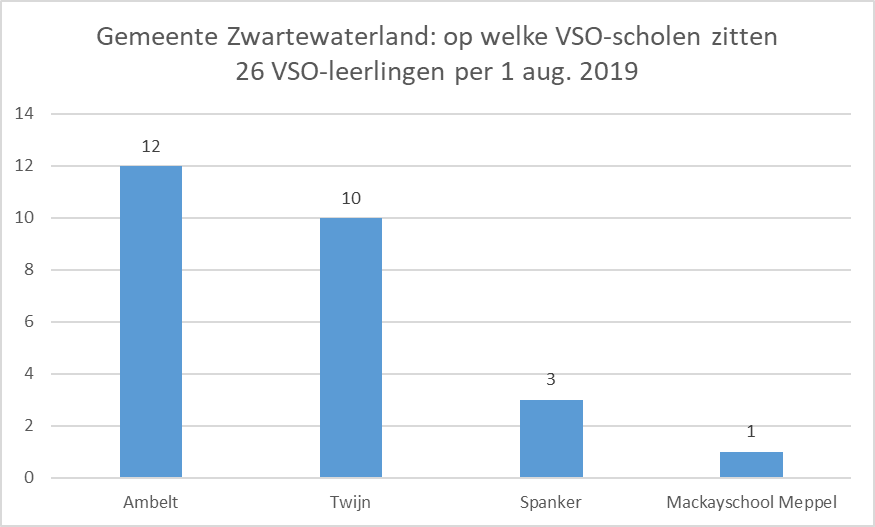 Gemeente Zwartewaterland: op welke VSO-scholen zitten
26 VSO-leerlingen per 1 aug. 2019
14
12
10
8
6
4
2
0
12
10
3
1
Ambelt
Twijn
Spanker
Mackayschool Meppel